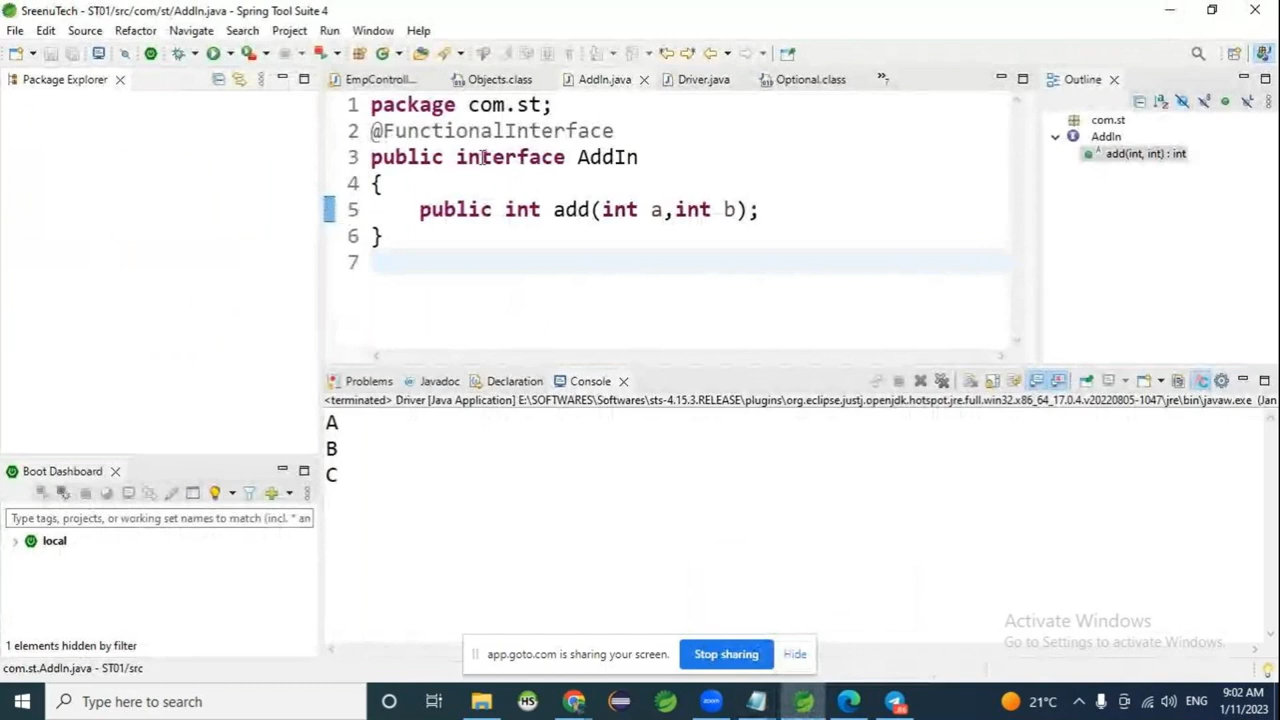 SreenuTech - ST01/src/com/st/AddIn.java - Spring Tool Suite 4
File Edit Source Refactor Navigate Search Project Run Window Help
Package Explorer
EmpControll...
Objects.class
AddIn.java
Driver.java
Optional.class
Outline
1 package com.st;
2 @FunctionalInterface
3 public interface AddIn
4 {
5 public int add(int a,int b);
6 }
7
com.st
AddIn
add(int, int) : int
Problems
Javadoc
Declaration
Console
<terminated> Driver [Java Application] E:\SOFTWARES\Softwares\sts-4.15.3.RELEASE\plugins\org.eclipse.justj.openjdk.hotspot.jre.full.win32.x86_64_17.0.4.v20220805-1047\jre\bin\javaw.exe (Jan
A
B
C
Boot Dashboard
Type tags, projects, or working set names to match (incl. * an
local
1 elements hidden by filter
com.st.AddIn.java - ST01/src
Activate Windows
Go to Settings to activate Windows.
app.goto.com is sharing your screen.
Stop sharing
Hide
Type here to search
HS
zoom
21°C
ENG
9:02 AM
1/11/2023